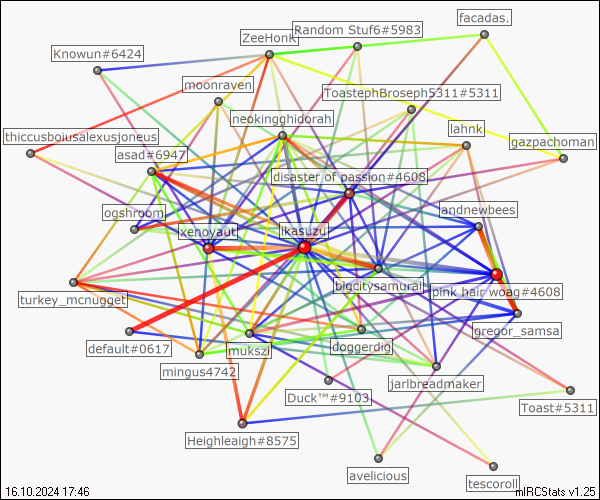 facadas.
Random Stuf6#5983
ZeeHonk
Knowun#6424
moonraven
ToastephBroseph5311#5311
neokingghidorah
lahnk
thiccusboiusalexusjoneus
gazpachoman
asad#6947
disaster of passion#4608
ogshroom
andnewbees
xenoyaut
ikasuzu
bigcitysamurai
pink hair woag#4608
turkey_mcnugget
gregor_samsa
default#0617
mukszi
doggerdig
mingus4742
jarlbreadmaker
Duck™#9103
Toast#5311
Heighleaigh#8575
avelicious
tescoroll
16.10.2024 17:46
mIRCStats v1.25